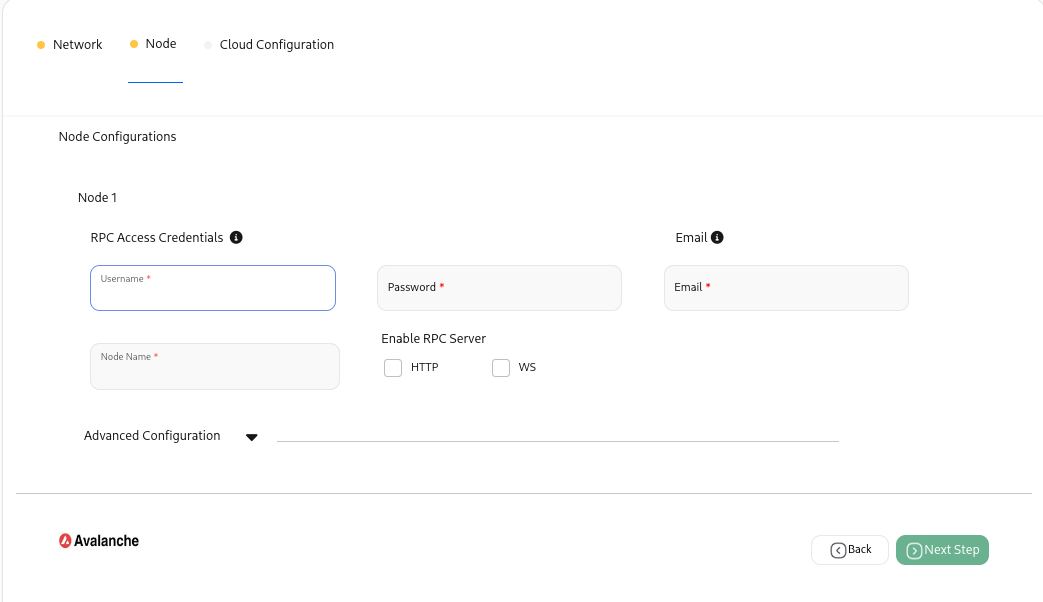 Network Node Cloud Configuration
Node Configurations
Node 1
RPC Access Credentials Email
Username * Password * Email *
Enable RPC Server
Node Name *
HTTP WS
Advanced Configuration
Avalanche
Back Next Step